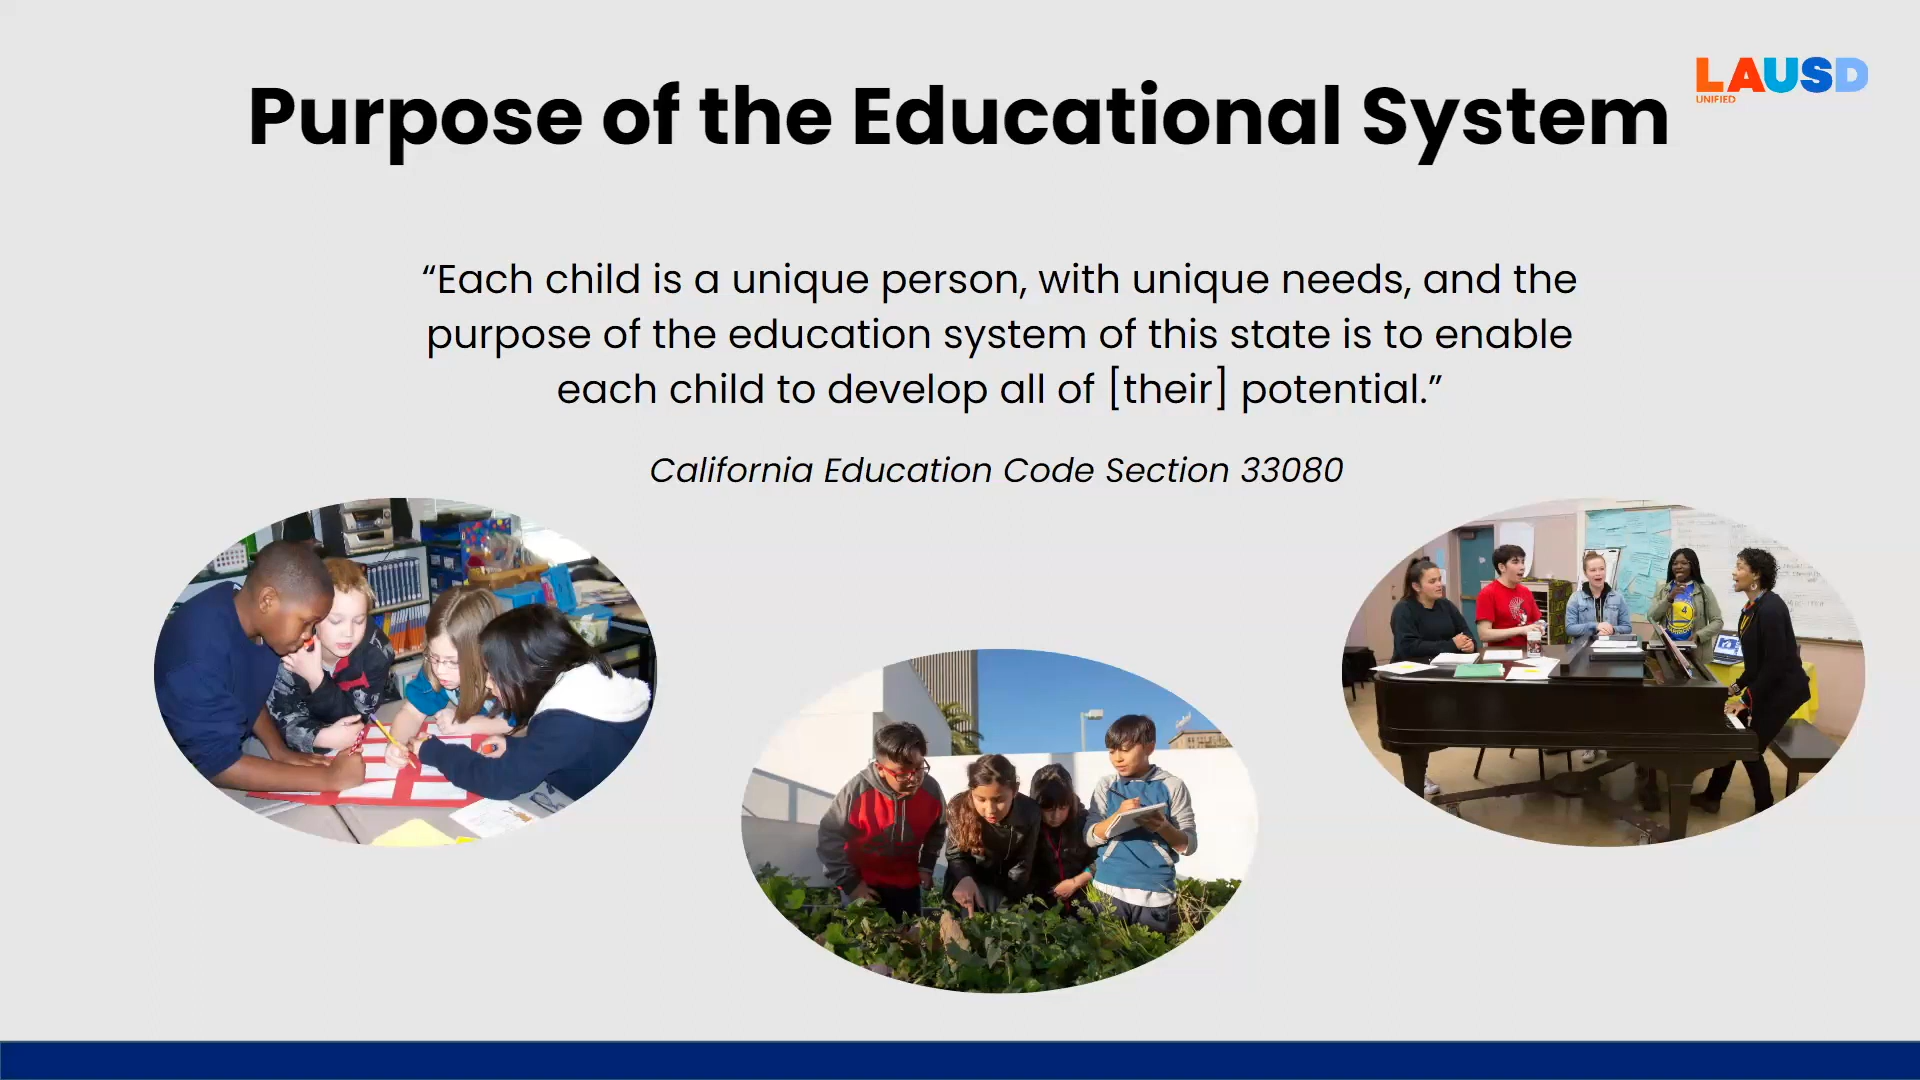 LAUSD
UNIFIED
Purpose of the Educational System
“Each child is a unique person, with unique needs, and the
purpose of the education system of this state is to enable
each child to develop all of [their] potential.”
California Education Code Section 33080
4